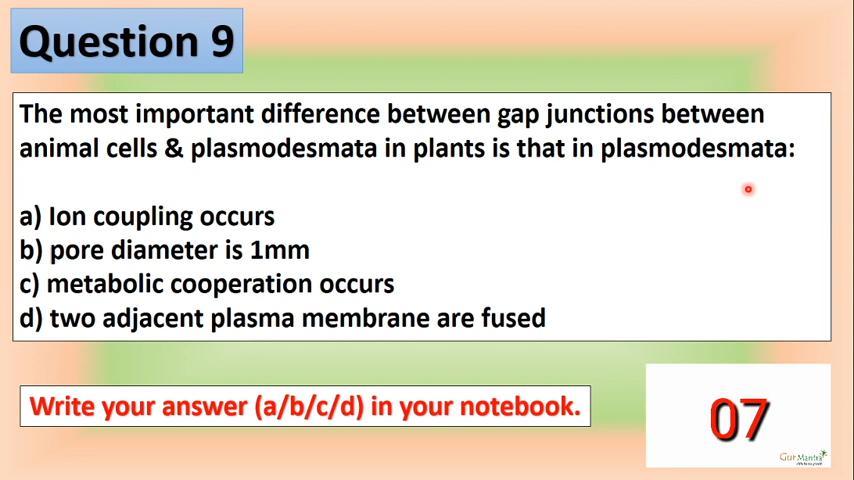 Question 9
The most important difference between gap junctions between
animal cells & plasmodesmata in plants is that in plasmodesmata:
a) Ion coupling occurs
b) pore diameter is 1mm
c) metabolic cooperation occurs
d) two adjacent plasma membrane are fused
Write your answer (a/b/c/d) in your notebook.
07
Gur Mantra